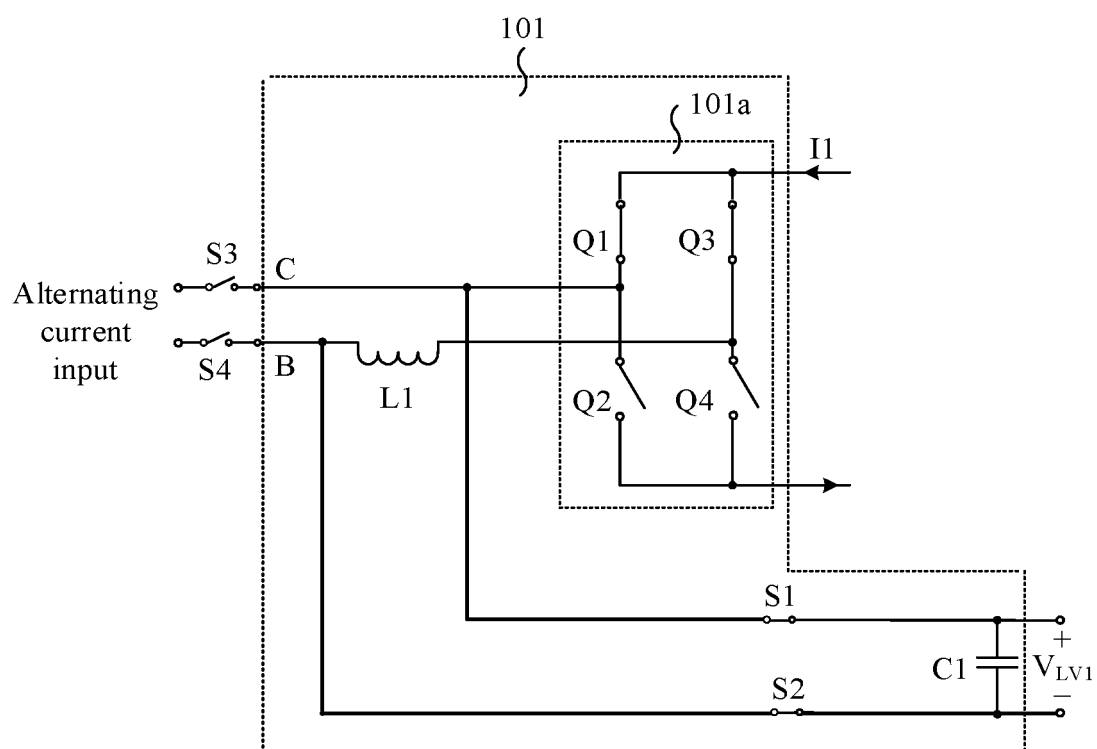 101
101a
I1
Q1
Q3
S3
C
Alternating
current
input
S4
B
L1
Q2
Q4
S1
+
C1
VLV1
S2
−